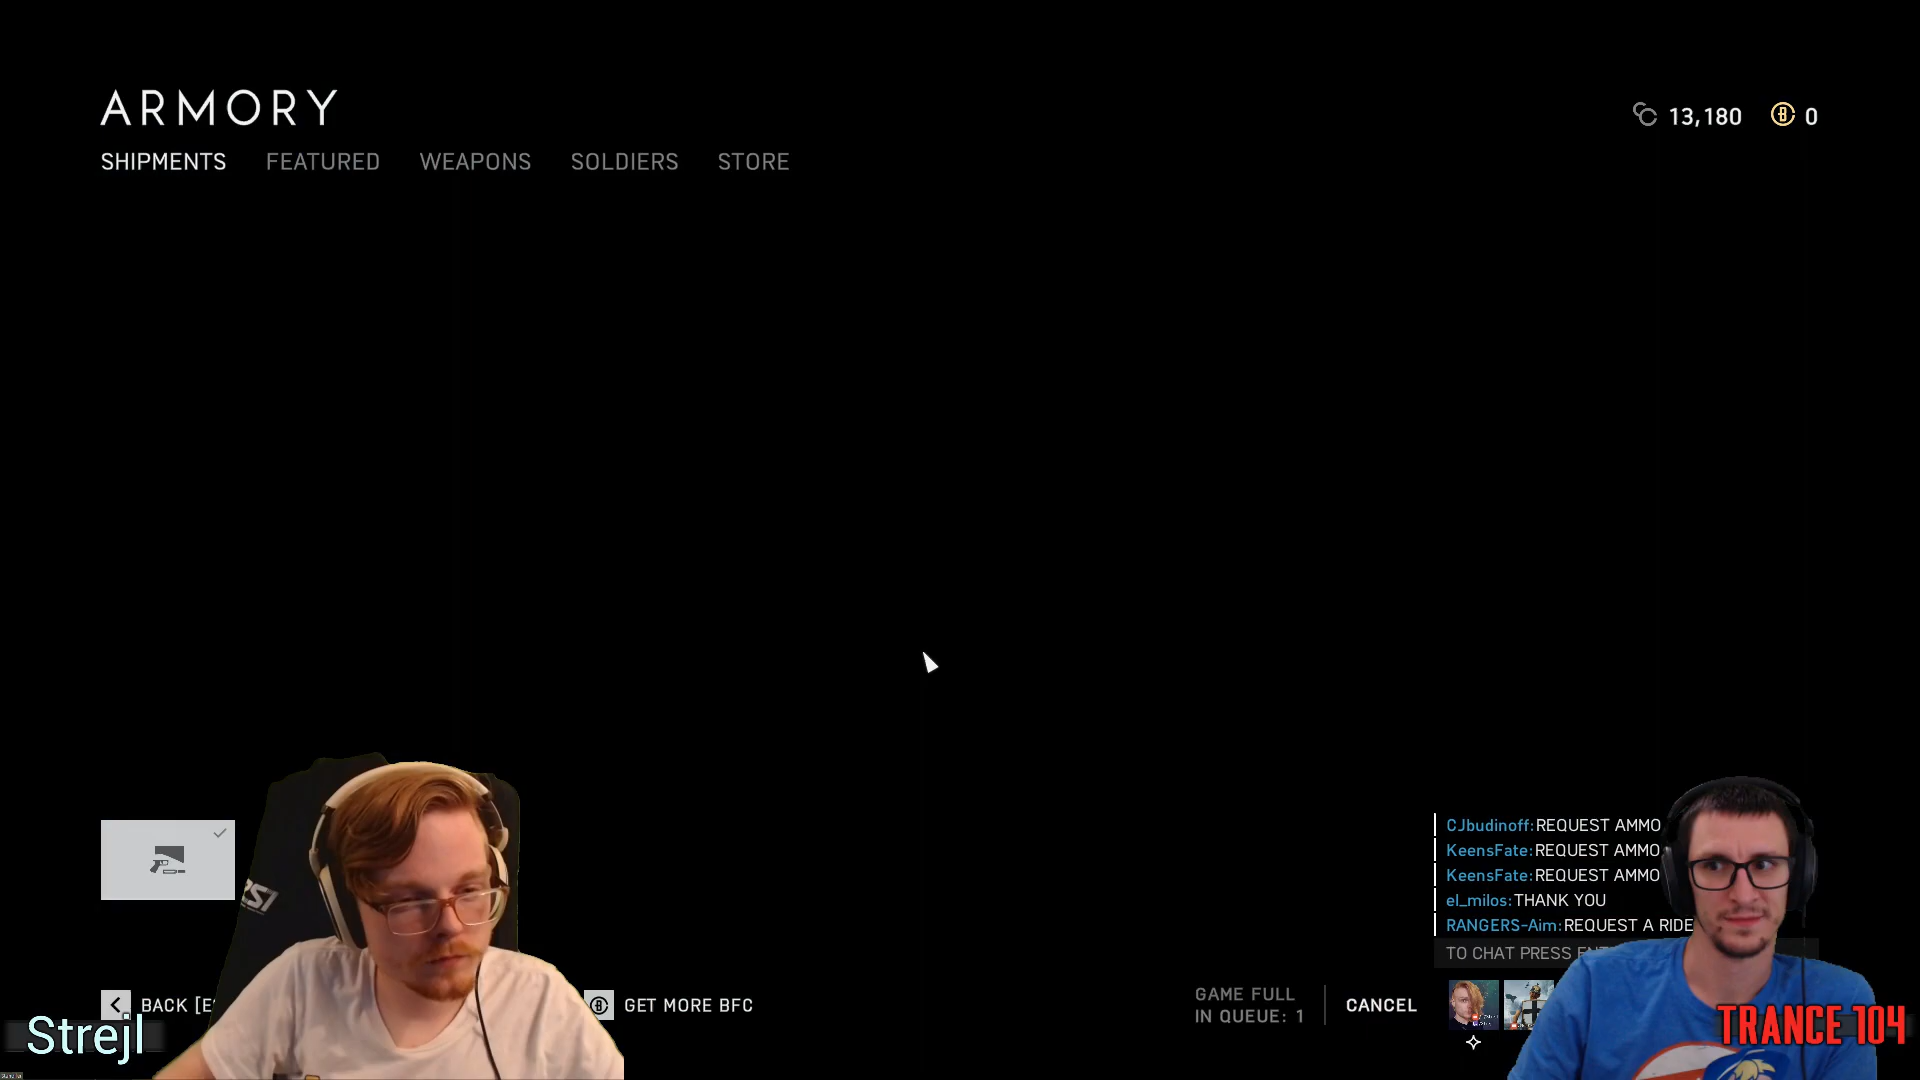 ARMORY
13,180
0
SHIPMENTS FEATURED WEAPONS SOLDIERS STORE
CJbudinoff:REQUEST AMMO
KeensFate:REQUEST AMMO
KeensFate:REQUEST AMMO
el_milos:THANK YOU
RANGERS-Aim:REQUEST A RIDE
TO CHAT PRESS
BACK
GET MORE BFC
GAME FULL
IN QUEUE: 1
CANCEL
Strejl
TRANCE 104